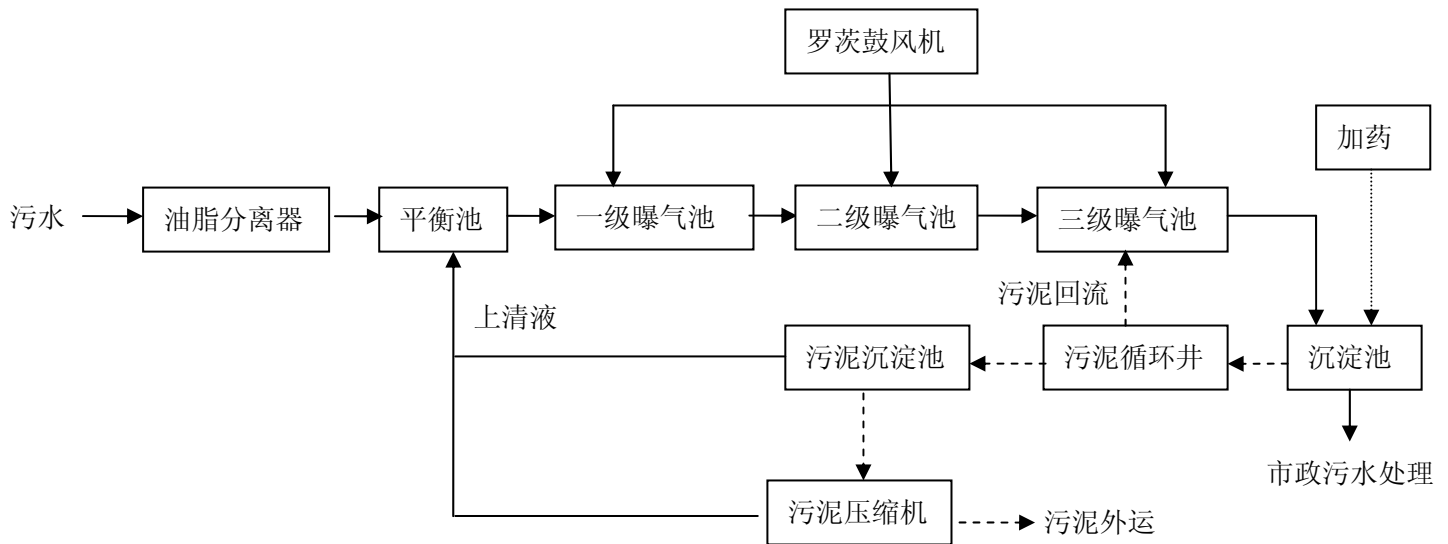 罗茨鼓风机
加药
污水
油脂分离器
平衡池
一级曝气池
二级曝气池
三级曝气池
污泥回流
上清液
污泥沉淀池
污泥循环井
沉淀池
市政污水处理
污泥压缩机
污泥外运